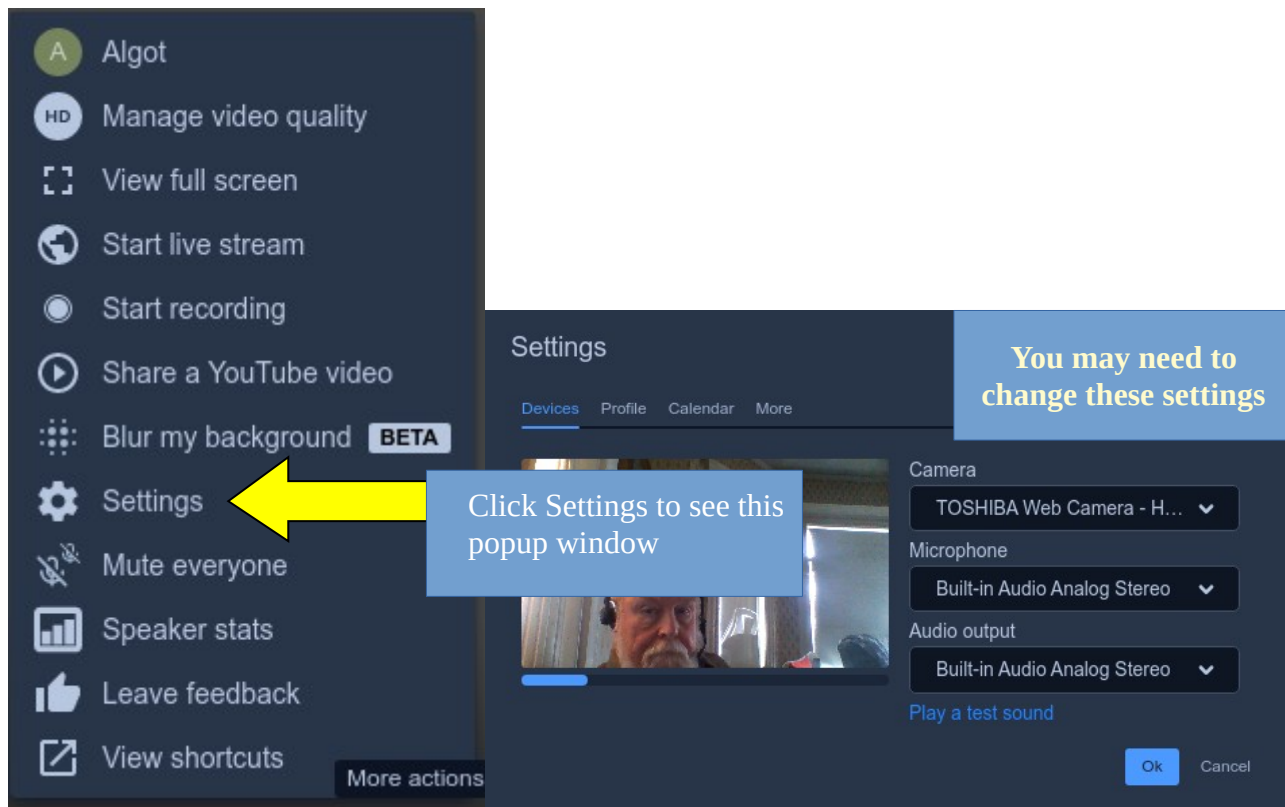 A Algot
HD Manage video quality
View full screen
Start live stream
Start recording
Share a YouTube video
Blur my background BETA
Settings
Mute everyone
Speaker stats
Leave feedback
View shortcuts
More actions
Click Settings to see this
popup window
Settings
You may need to
change these settings
Devices Profile Calendar More
Camera
TOSHIBA Web Camera - H...
Microphone
Built-in Audio Analog Stereo
Audio output
Built-in Audio Analog Stereo
Play a test sound
Ok Cancel